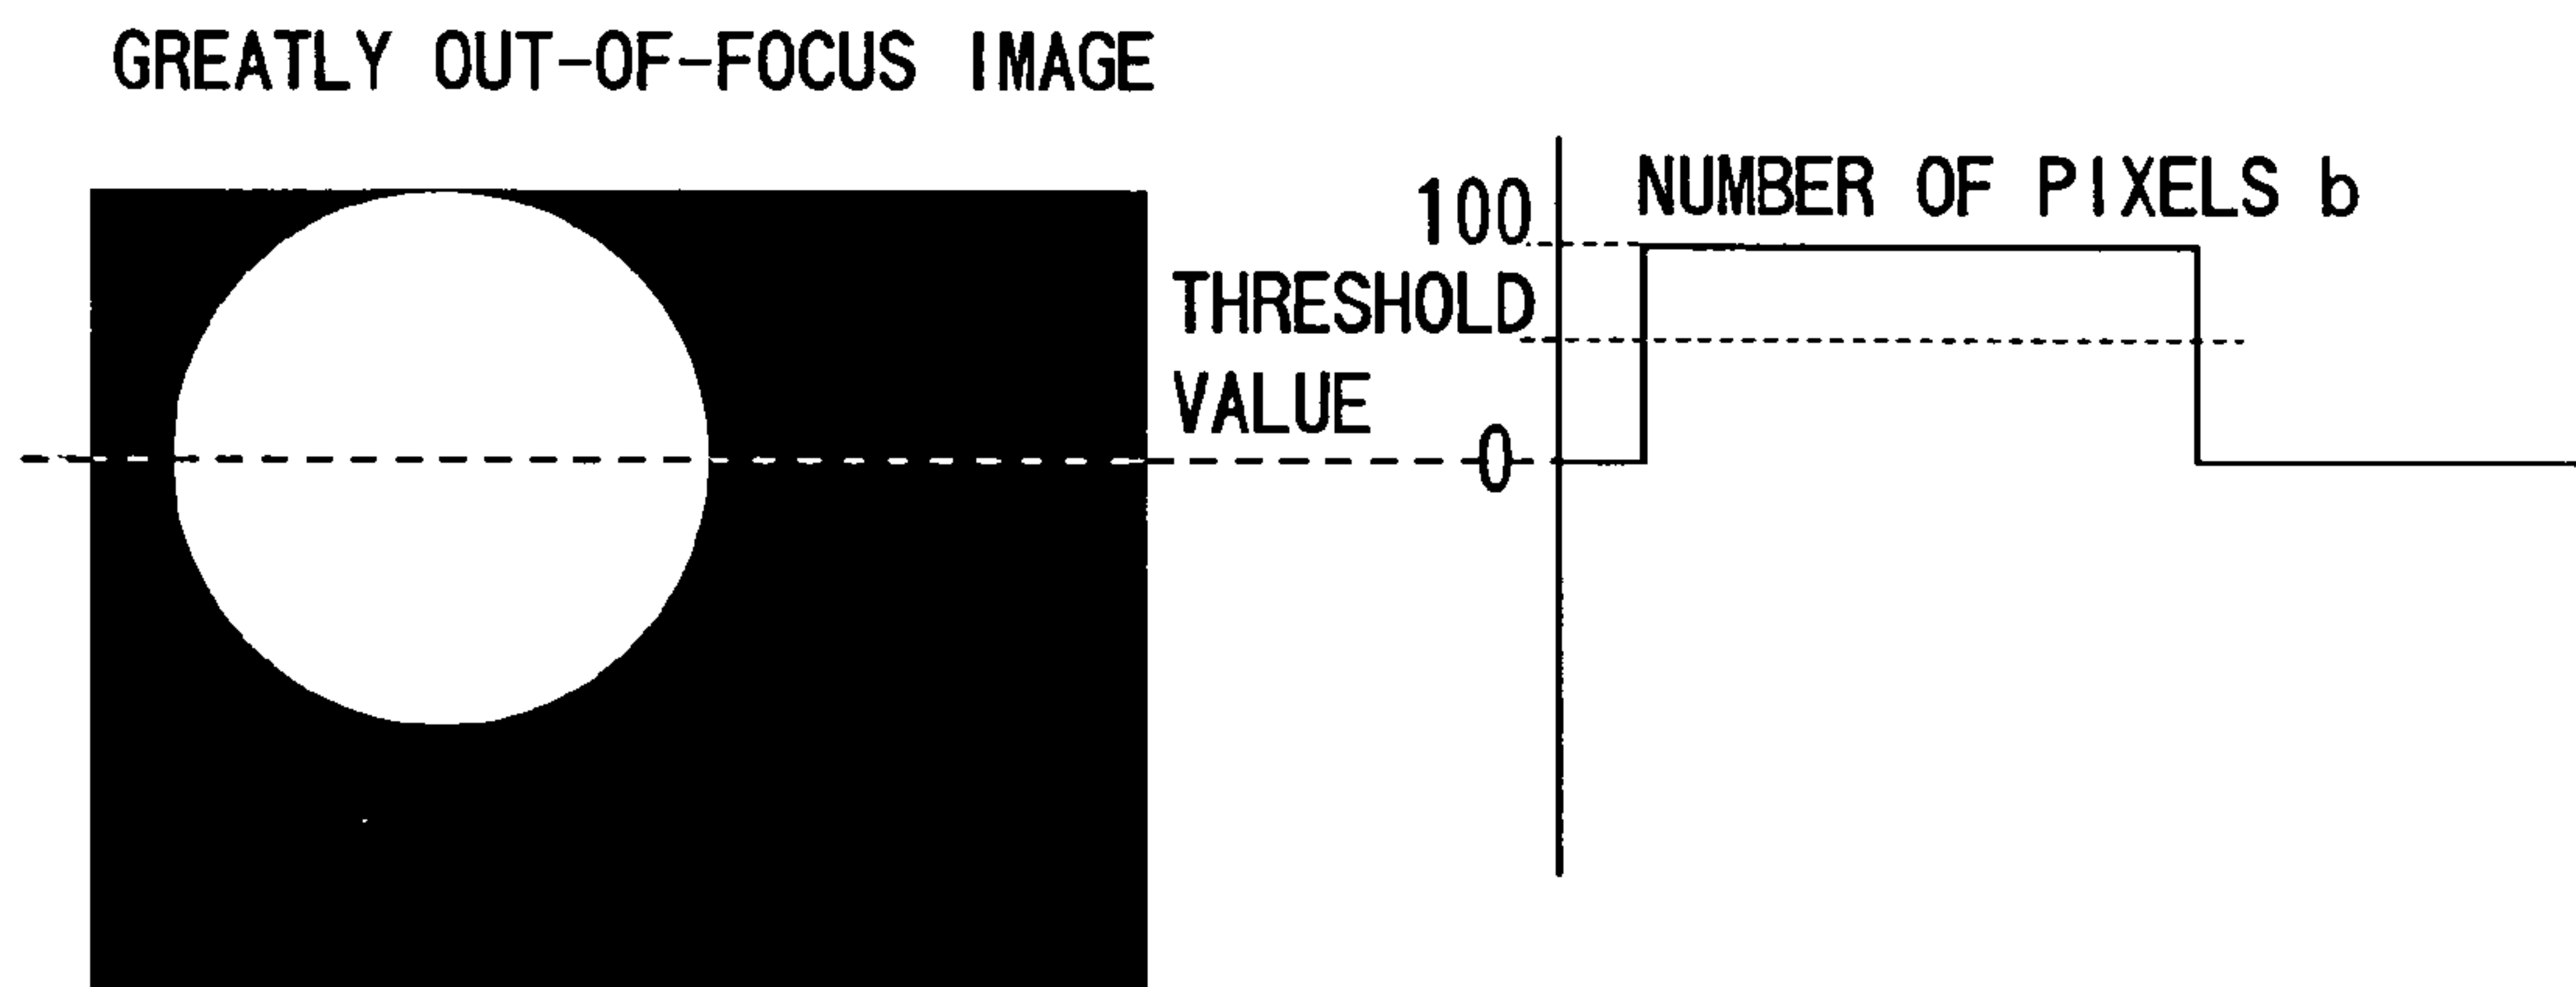 GREATLY OUT-OF-FOCUS IMAGE
100
NUMBER OF PIXELS b
THRESHOLD
VALUE
0